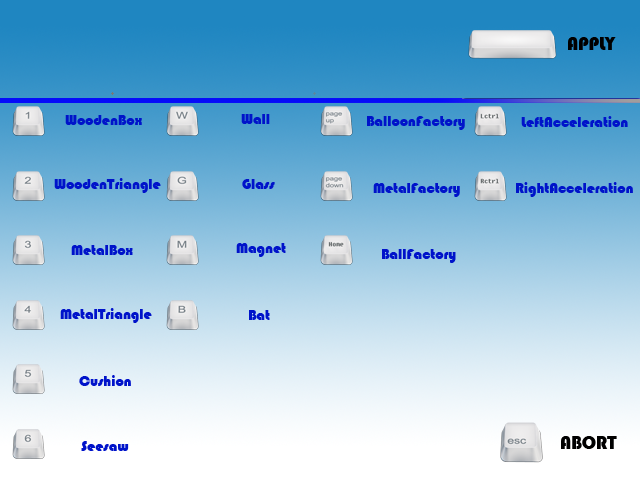 APPLY
1 WoodenBox W Wall page up BalloonFactory Lctrl LeftAcceleration
2 WoodenTriangle G Glass page down MetalFactory Rctrl RightAcceleration
3 MetalBox M Magnet Home BallFactory
4 MetalTriangle B Bat
5 Cushion
6 Seesaw
esc ABORT